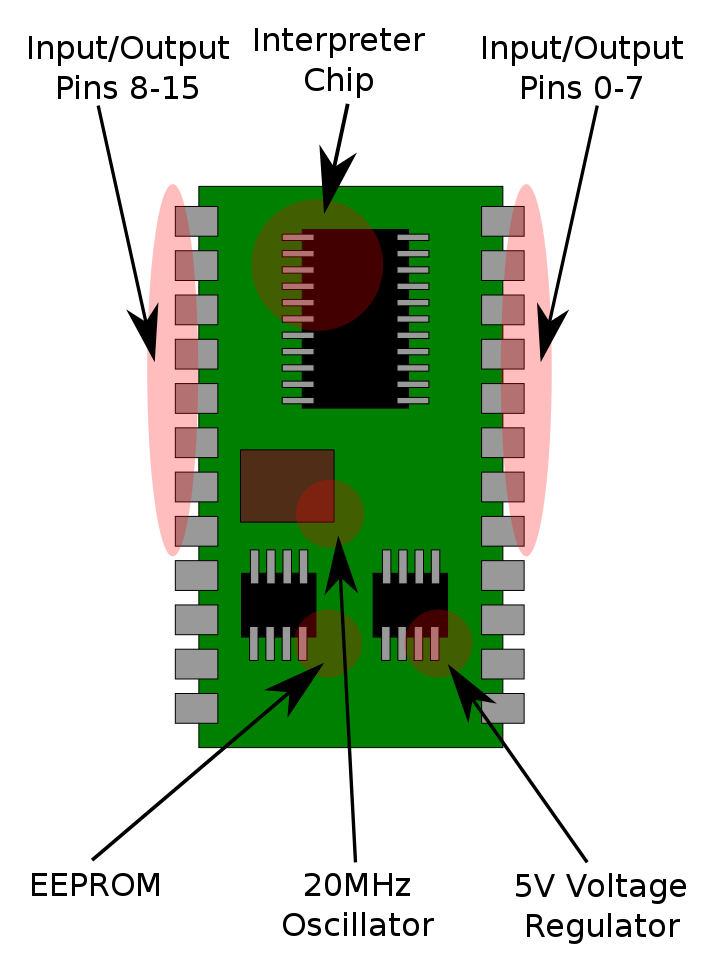 Input/Output
Pins 8-15
Interpreter
Chip
Input/Output
Pins 0-7
EEPROM
20MHz
Oscillator
5V Voltage
Regulator